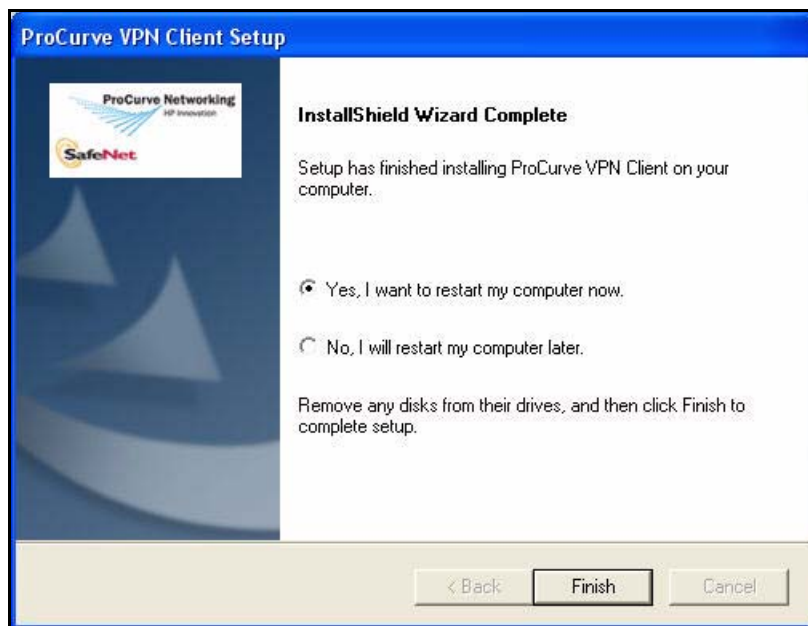 ProCurve VPN Client Setup
ProCurve Networking
HP Innovation
SafeNet
InstallShield Wizard Complete
Setup has finished installing ProCurve VPN Client on your
computer.
Yes, I want to restart my computer now.
No, I will restart my computer later.
Remove any disks from their drives, and then click Finish to
complete setup.
< Back
Finish
Cancel